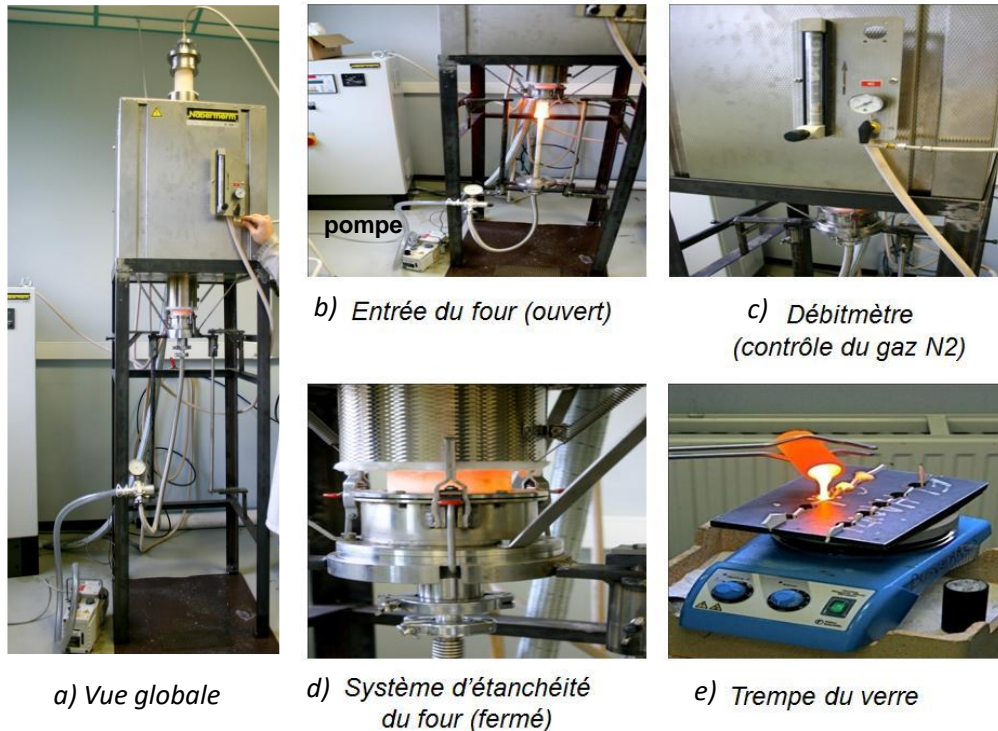 Nabertherm
pompe
b) Entrée du four (ouvert)
c) Débitmètre
(contrôle du gaz N2)
a) Vue globale
d) Système d'étanchéité
du four (fermé)
e) Trempe du verre